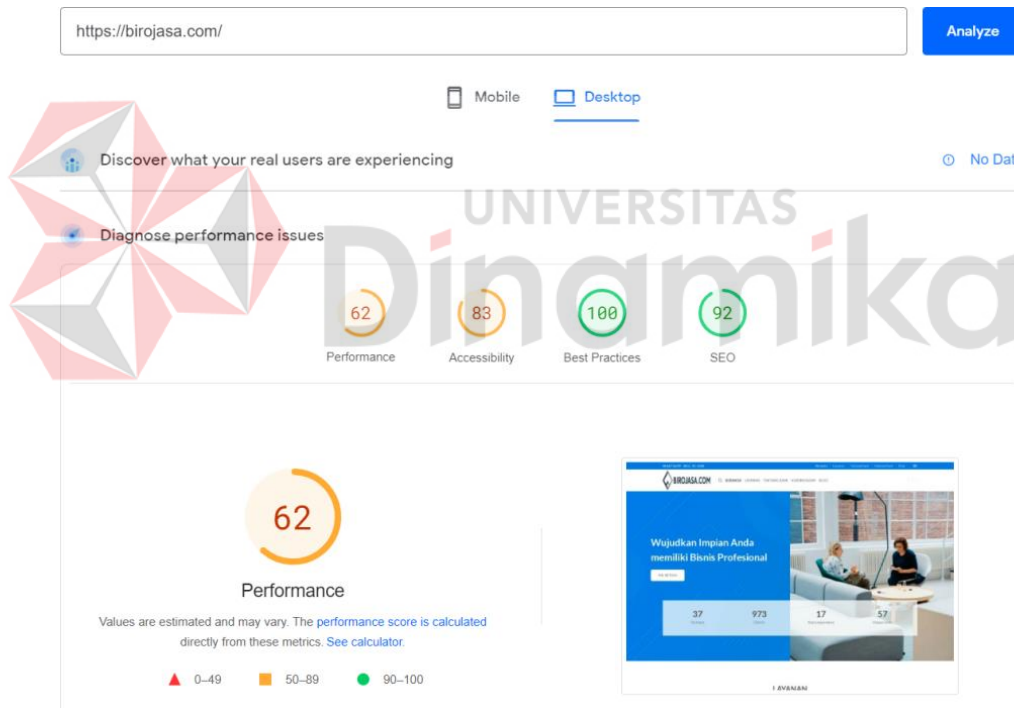 https://birojasa.com/
Analyze
Mobile
Desktop
Discover what your real users are experiencing
No Dat
UNIVERSITAS
Dinamika
Diagnose performance issues
62
83
100
92
Performance
Accessibility
Best Practices
SEO
62
Performance
Values are estimated and may vary. The performance score is calculated
directly from these metrics. See calculator.
0–49
50–89
90–100
BIROJASA.COM
Wujudkan Impian Anda
memiliki Bisnis Profesional
37
973
17
57
LAYANAN